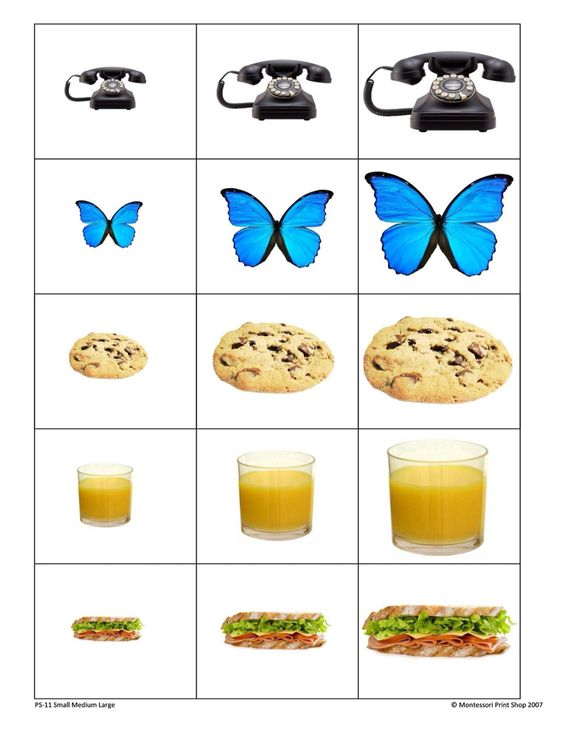 PS-11 Small Medium Large
© Montessori Print Shop 2007